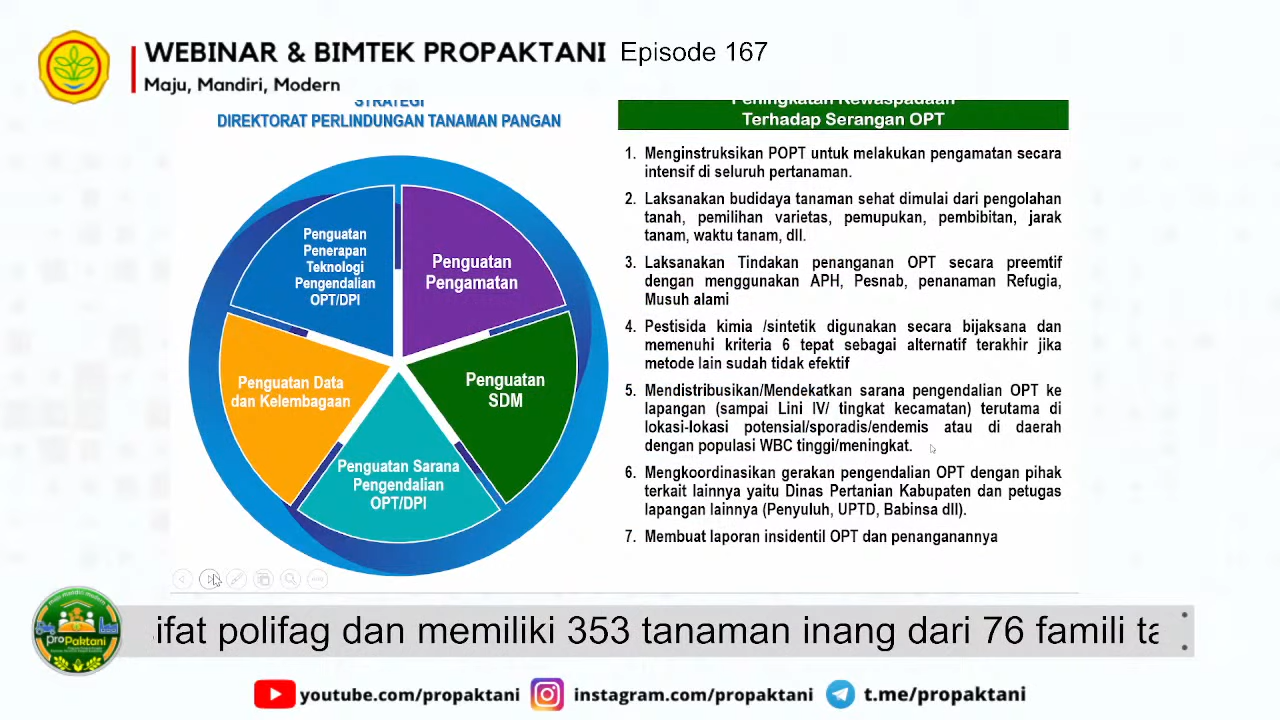 WEBINAR & BIMTEK PROPAKTANI Episode 167
Maju, Mandiri, Modern
STRATEGI
DIREKTORAT PERLINDUNGAN TANAMAN PANGAN
Penguatan
Penerapan
Teknologi
Pengendalian
OPT/DPI
Penguatan
Pengamatan
Penguatan Data
dan Kelembagaan
Penguatan
SDM
Penguatan Sarana
Pengendalian
OPT/DPI
Peningkatan Kewaspadaan
Terhadap Serangan OPT
1. Menginstruksikan POPT untuk melakukan pengamatan secara
intensif di seluruh pertanaman.
2. Laksanakan budidaya tanaman sehat dimulai dari pengolahan
tanah, pemilihan varietas, pemupukan, pembibitan, jarak
tanam, waktu tanam, dll.
3. Laksanakan Tindakan penanganan OPT secara preemtif
dengan menggunakan APH, Pesnab, penanaman Refugia,
Musuh alami
4. Pestisida kimia /sintetik digunakan secara bijaksana dan
memenuhi kriteria 6 tepat sebagai alternatif terakhir jika
metode lain sudah tidak efektif
5. Mendistribusikan/Mendekatkan sarana pengendalian OPT ke
lapangan (sampai Lini IV/ tingkat kecamatan) terutama di
lokasi-lokasi potensial/sporadis/endemis atau di daerah
dengan populasi WBC tinggi/meningkat.
6. Mengkoordinasikan gerakan pengendalian OPT dengan pihak
terkait lainnya yaitu Dinas Pertanian Kabupaten dan petugas
lapangan lainnya (Penyuluh, UPTD, Babinsa dll).
7. Membuat laporan insidentil OPT dan penanganannya
proPaktani
ifat polifag dan memiliki 353 tanaman inang dari 76 famili ta
youtube.com/propaktani instagram.com/propaktani t.me/propaktani